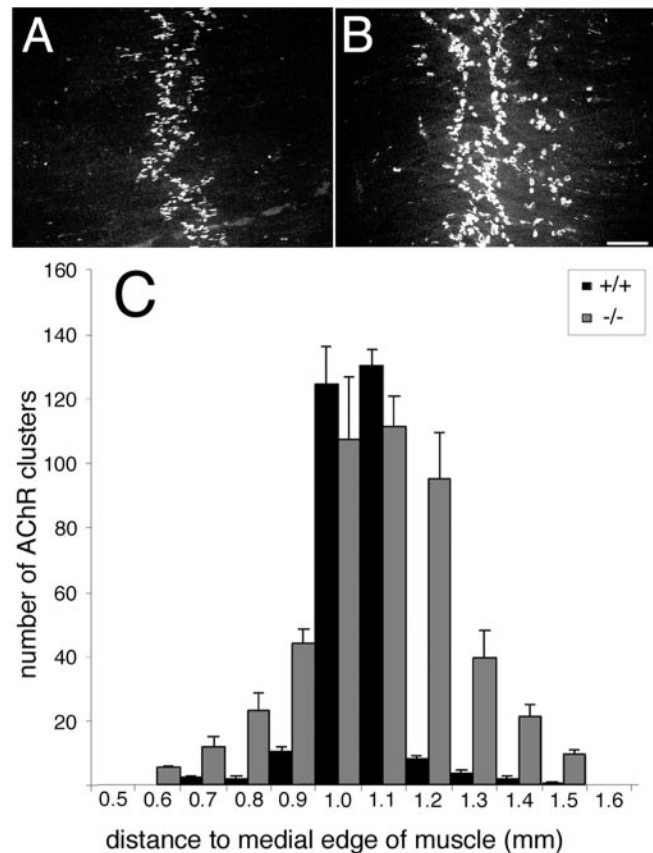 A
B
C
160
140
120
100
80
60
40
20
number of AChR clusters
+/+
-/-
0.5 0.6 0.7 0.8 0.9 1.0 1.1 1.2 1.3 1.4 1.5 1.6
distance to medial edge of muscle (mm)